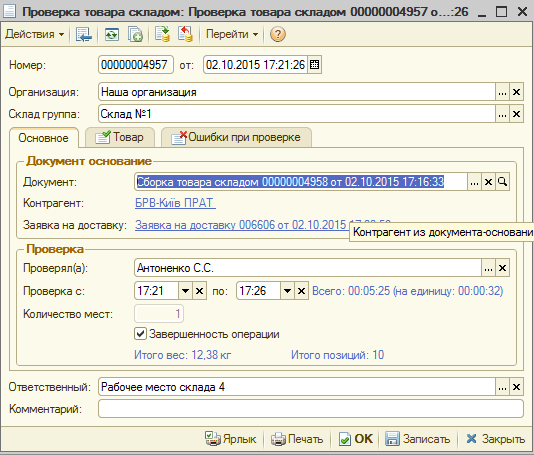 Проверка товара складом: Проверка товара складом 00000004957 о...:26
Действия Перейти
Номер: 00000004957 от: 02.10.2015 17:21:26
Организация: Наша организация
Склад группа: Склад №1
Основное Товар Ошибки при проверке
Документ основание
Документ: Сборка товара складом 00000004958 от 02.10.2015 17:16:33
Контрагент: БРВ-Київ ПРАТ
Заявка на доставку: Заявка на доставку 006606 от 02.10.2015
Контрагент из документа-основани
Проверка
Проверял(а): Антоненко С.С.
Проверка с: 17:21 по: 17:26 Всего: 00:05:25 (на единицу: 00:00:32)
Количество мест: 1
Завершенность операции
Итого вес: 12,38 кг Итого позиций: 10
Ответственный: Рабочее место склада 4
Комментарий:
Ярлык Печать OK Записать Закрыть